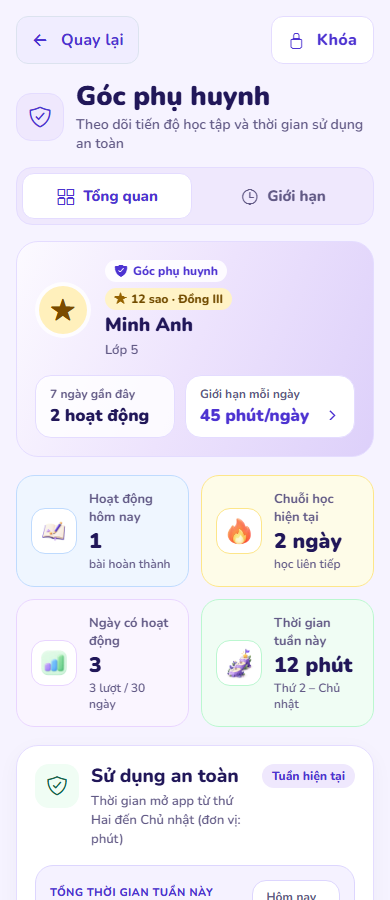 Quay lại
Khóa
Góc phụ huynh
Theo dõi tiến độ học tập và thời gian sử dụng
an toàn
Tổng quan
Giới hạn
Góc phụ huynh
12 sao · Đồng III
Minh Anh
Lớp 5
7 ngày gần đây
2 hoạt động
Giới hạn mỗi ngày
45 phút/ngày
Hoạt động
hôm nay
1
bài hoàn thành
Chuỗi học
hiện tại
2 ngày
học liên tiếp
Ngày có hoạt
động
3
3 lượt / 30
ngày
Thời gian
tuần này
12 phút
Thứ 2 – Chủ
nhật
Sử dụng an toàn
Tuần hiện tại
Thời gian mở app từ thứ
Hai đến Chủ nhật (đơn vị:
phút)
TỔNG THỜI GIAN TUẦN NÀY
Hôm nay